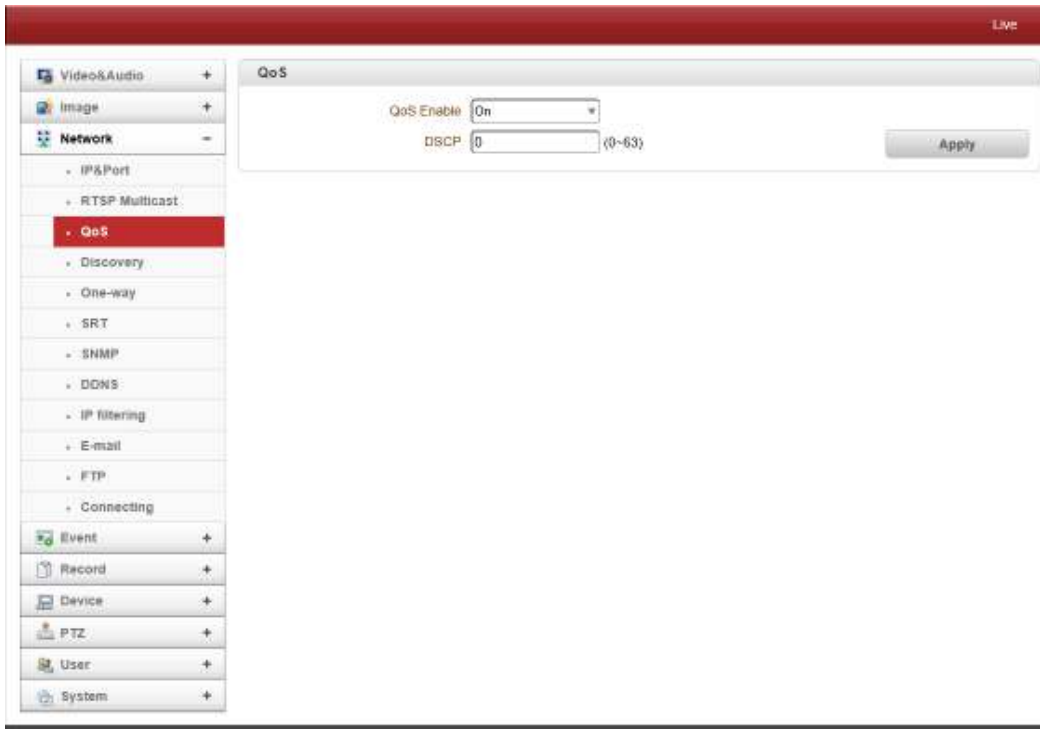 Live
Video&Audio +
Image +
Network -
IP&Port
RTSP Multicast
QoS
Discovery
One-way
SRT
SNMP
DDNS
IP filtering
E-mail
FTP
Connecting
Event +
Record +
Device +
PTZ +
User +
System +
QoS
QoS Enable On
DSCP 0 (0~63)
Apply